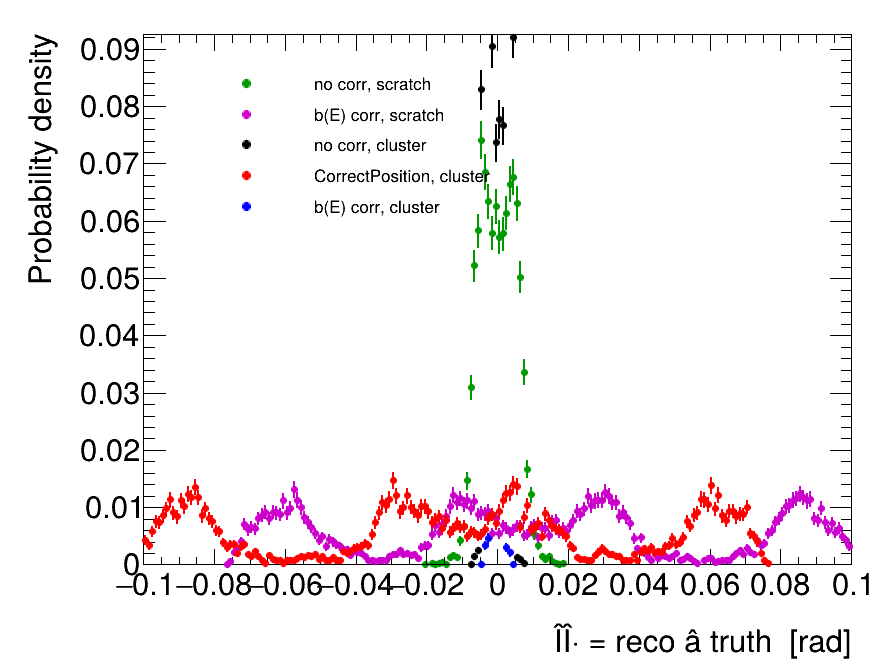 Probability density
0.09
0.08
0.07
0.06
0.05
0.04
0.03
0.02
0.01
0
no corr, scratch
b(E) corr, scratch
no corr, cluster
CorrectPosition, cluster
b(E) corr, cluster
−0.1 −0.08 −0.06 −0.04 −0.02 0 0.02 0.04 0.06 0.08 0.1
ÎÎ· = reco â truth [rad]